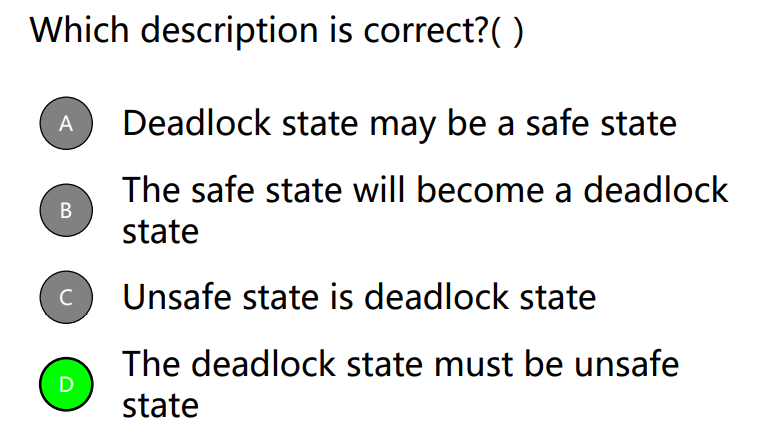 Which description is correct?( )
A Deadlock state may be a safe state
B The safe state will become a deadlock
state
C Unsafe state is deadlock state
D The deadlock state must be unsafe
state